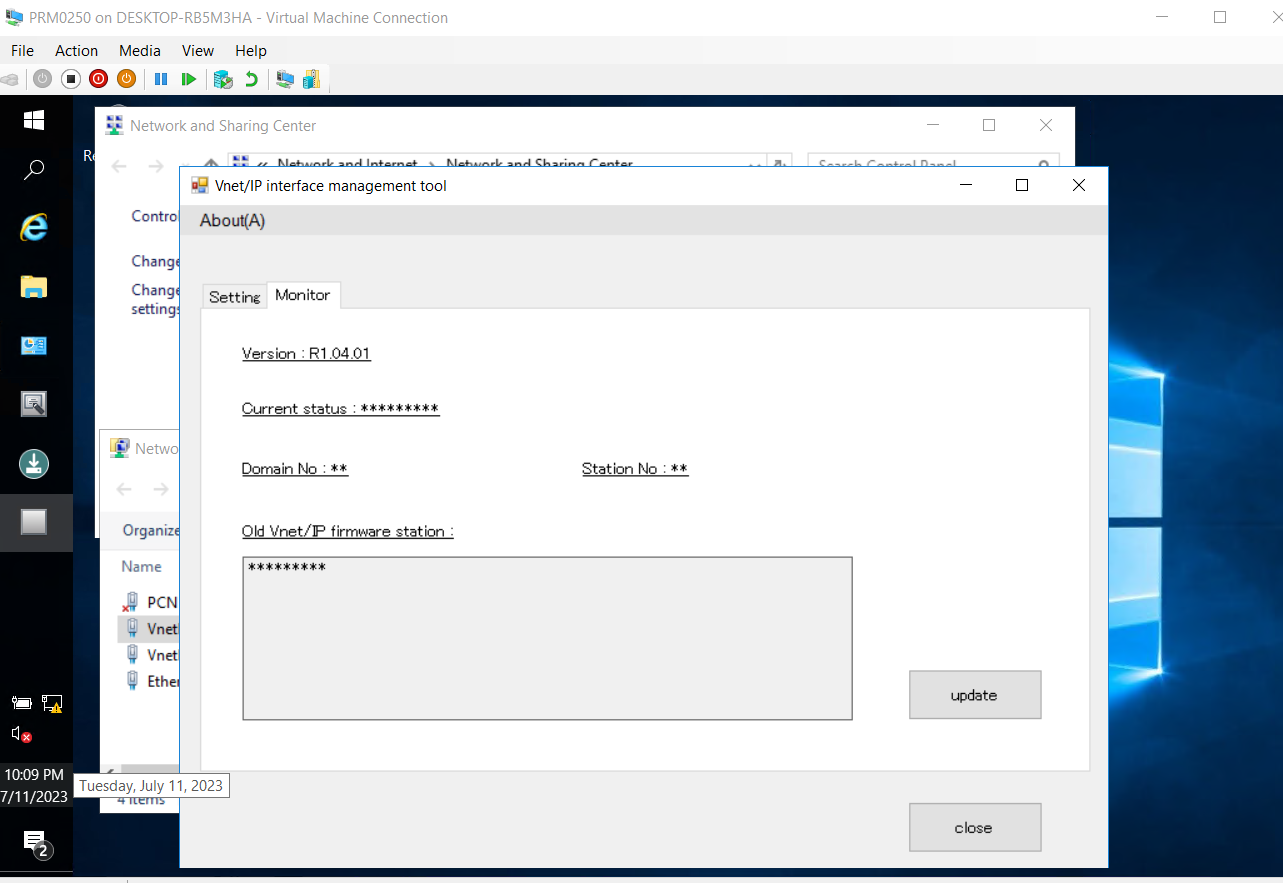 PRM0250 on DESKTOP-RB5M3HA - Virtual Machine Connection
File Action Media View Help
Network and Sharing Center
« Network and Internet › Network and Sharing Center
Search Control Panel
Vnet/IP interface management tool
About(A)
Contro
Change
Change
settings
Setting Monitor
Version : R1.04.01
Current status : *********
Domain No : **
Station No : **
Old Vnet/IP firmware station :
*********
update
close
Netwo
Organize
Name
PCN
Vnet
Vnet
Ether
4 items
10:09 PM
7/11/2023
Tuesday, July 11, 2023
2